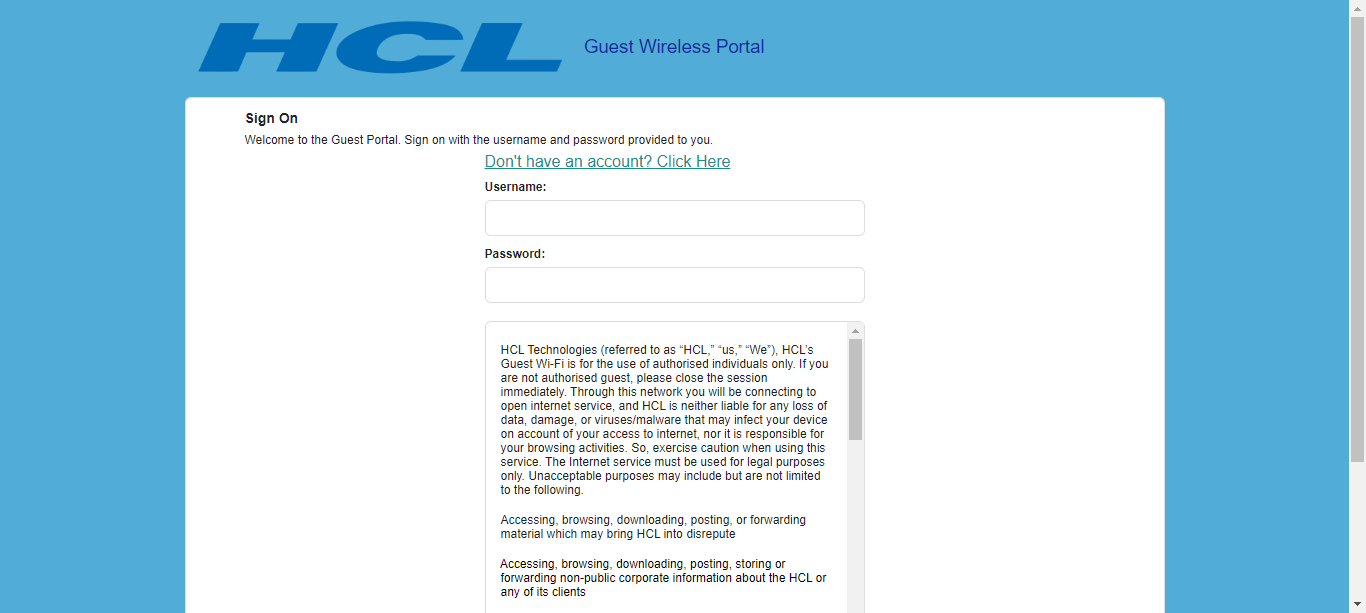 HCL
Guest Wireless Portal
Sign On
Welcome to the Guest Portal. Sign on with the username and password provided to you.
Don't have an account? Click Here
Username:
Password:
HCL Technologies (referred to as “HCL,” “us,” “We”), HCL’s
Guest Wi-Fi is for the use of authorised individuals only. If you
are not authorised guest, please close the session
immediately. Through this network you will be connecting to
open internet service, and HCL is neither liable for any loss of
data, damage, or viruses/malware that may infect your device
on account of your access to internet, nor it is responsible for
your browsing activities. So, exercise caution when using this
service. The Internet service must be used for legal purposes
only. Unacceptable purposes may include but are not limited
to the following.
Accessing, browsing, downloading, posting, or forwarding
material which may bring HCL into disrepute
Accessing, browsing, downloading, posting, storing or
forwarding non-public corporate information about the HCL or
any of its clients